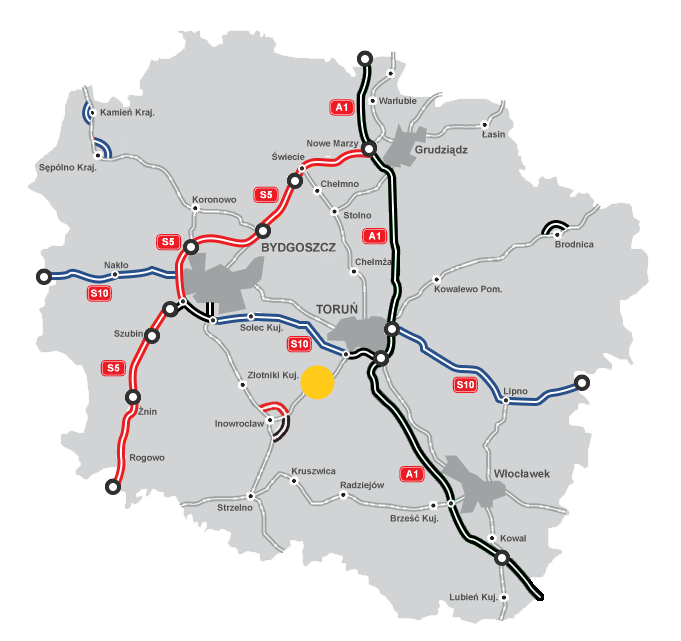 A1
Warlubie
Kamień Kraj.
Łasin
Nowe Marzy
Grudziądz
Świecie
Sępólno Kraj.
Chełmno
S5
Koronowo
Stolno
A1
S5
BYDGOSZCZ
Brodnica
Chełmża
Nakło
S10
Kowalewo Pom.
TORUŃ
Solec Kuj.
Szubin
S10
S5
Złotniki Kuj.
S10
Lipno
Żnin
Inowrocław
Rogowo
Kruszwica
A1
Włocławek
Radziejów
Strzelno
Brześć Kuj.
Kowal
Lubień Kuj.